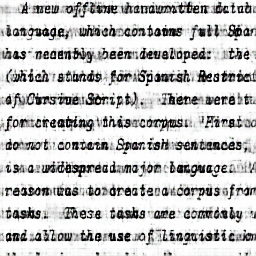 A new offline handwritten datab
language, which contains full Span
has recently been developed: the
(which stands for Spanish Restrict
of Cursive Script). There were t
for creating this corpus. First
do not contain Spanish sentences,
is a widespread major language. A
reason was to create a corpus from
tasks. These tasks are commonly u
and allow the use of linguistic k